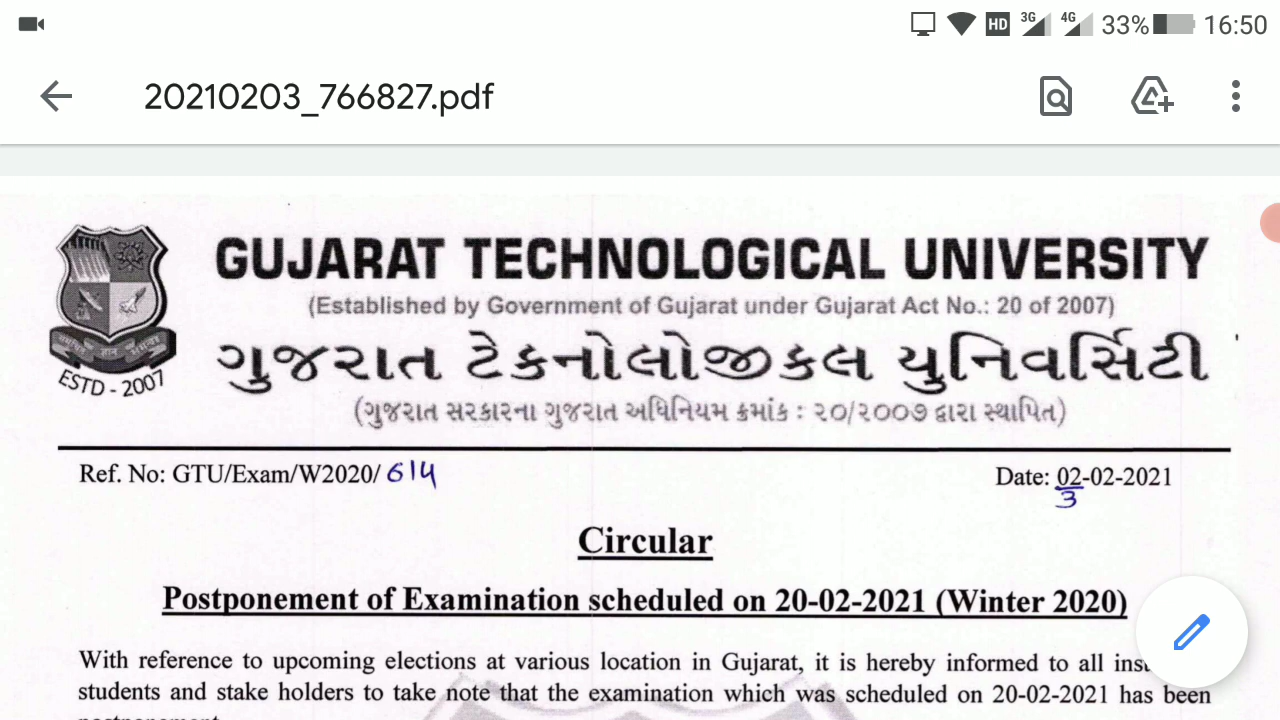 HD 3G 4G 33% 16:50
20210203_766827.pdf
GUJARAT TECHNOLOGICAL UNIVERSITY
(Established by Government of Gujarat under Gujarat Act No.: 20 of 2007)
ગુજરાત ટેકનોલોજીકલ યુનિવર્સિટી
(ગુજરાત સરકારના ગુજરાત અધિનિયમ ક્રમાંક : ૨૦/૨૦૦૭ દ્વારા સ્થાપિત)
ESTD - 2007
Ref. No: GTU/Exam/W2020/ 614
Date: 02-02-2021
3
Circular
Postponement of Examination scheduled on 20-02-2021 (Winter 2020)
With reference to upcoming elections at various location in Gujarat, it is hereby informed to all
students and stake holders to take note that the examination which was scheduled on 20-02-2021 has been